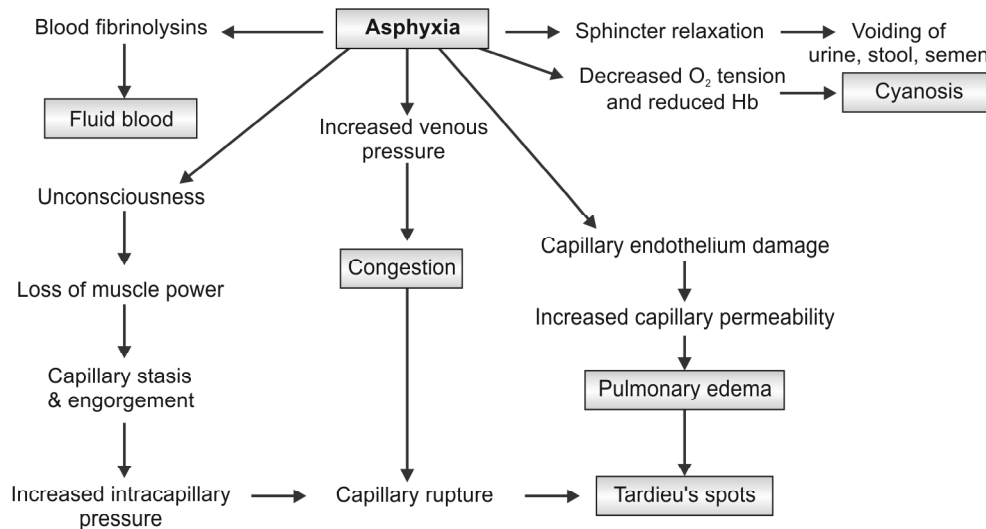 Blood fibrinolysins
Asphyxia
Sphincter relaxation
Voiding of
urine, stool, semen
Decreased O₂ tension
and reduced Hb
Cyanosis
Fluid blood
Increased venous
pressure
Unconsciousness
Capillary endothelium damage
Congestion
Loss of muscle power
Increased capillary permeability
Capillary stasis
& engorgement
Pulmonary edema
Increased intracapillary
pressure
Capillary rupture
Tardieu's spots